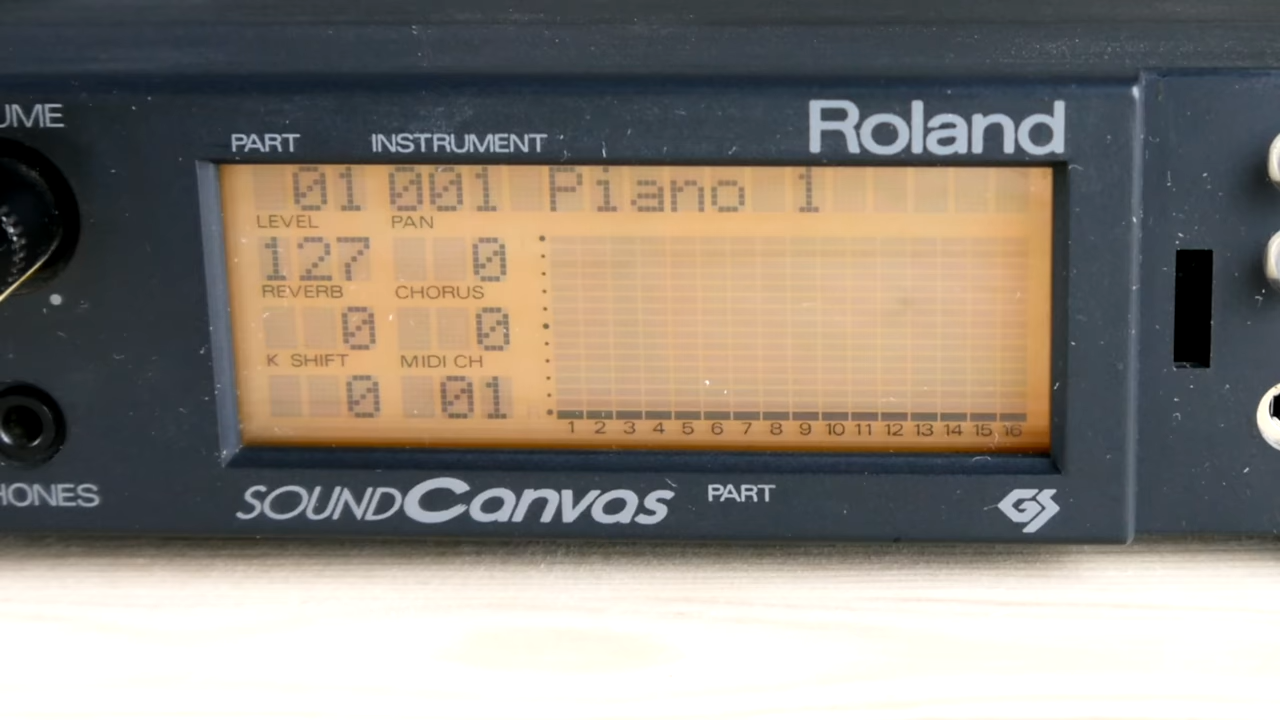 UME
PART INSTRUMENT Roland
01 001 Piano 1
LEVEL PAN
127 0
REVERB CHORUS
0 0
K SHIFT MIDI CH
0 01
1 2 3 4 5 6 7 8 9 10 11 12 13 14 15 16
HONES
SOUND Canvas PART GS